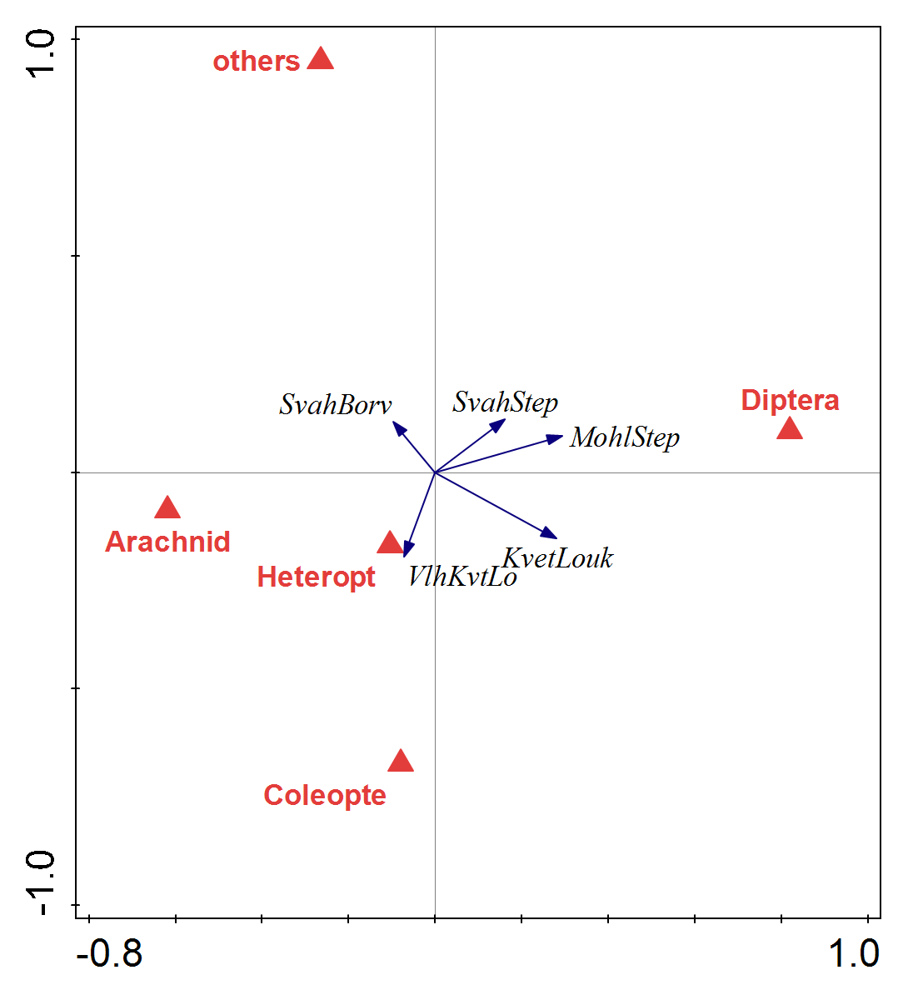 1.0
others
SvahBorv
SvahStep
Diptera
MohlStep
Arachnid
Heteropt
KvetLouk
VlhKvtLo
Coleopte
-1.0
-0.8
1.0